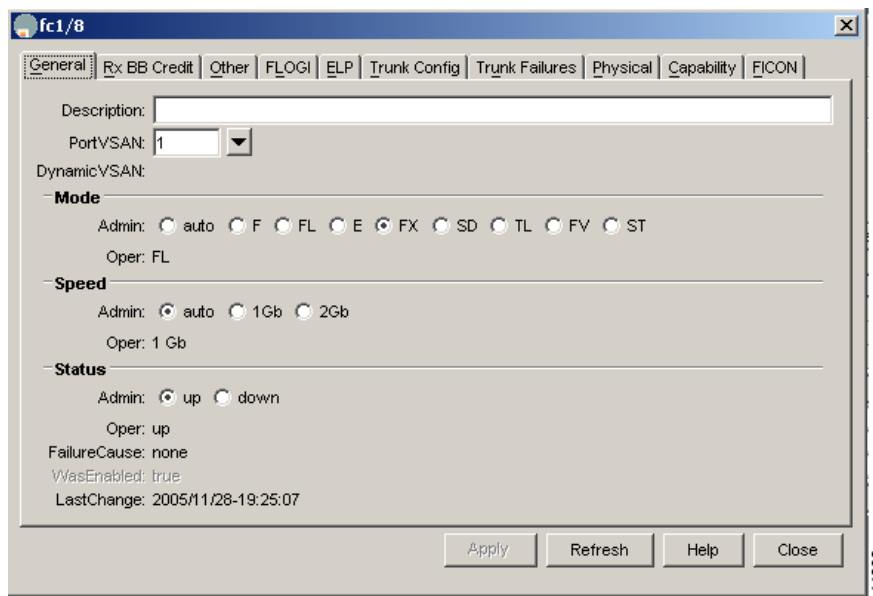 fc1/8
General Rx BB Credit Other FLOGI ELP Trunk Config Trunk Failures Physical Capability FICON
Description:
PortVSAN: 1
DynamicVSAN:
Mode
Admin: auto F FL E FX SD TL FV ST
Oper: FL
Speed
Admin: auto 1Gb 2Gb
Oper: 1 Gb
Status
Admin: up down
Oper: up
FailureCause: none
WasEnabled: true
LastChange: 2005/11/28-19:25:07
Apply Refresh Help Close